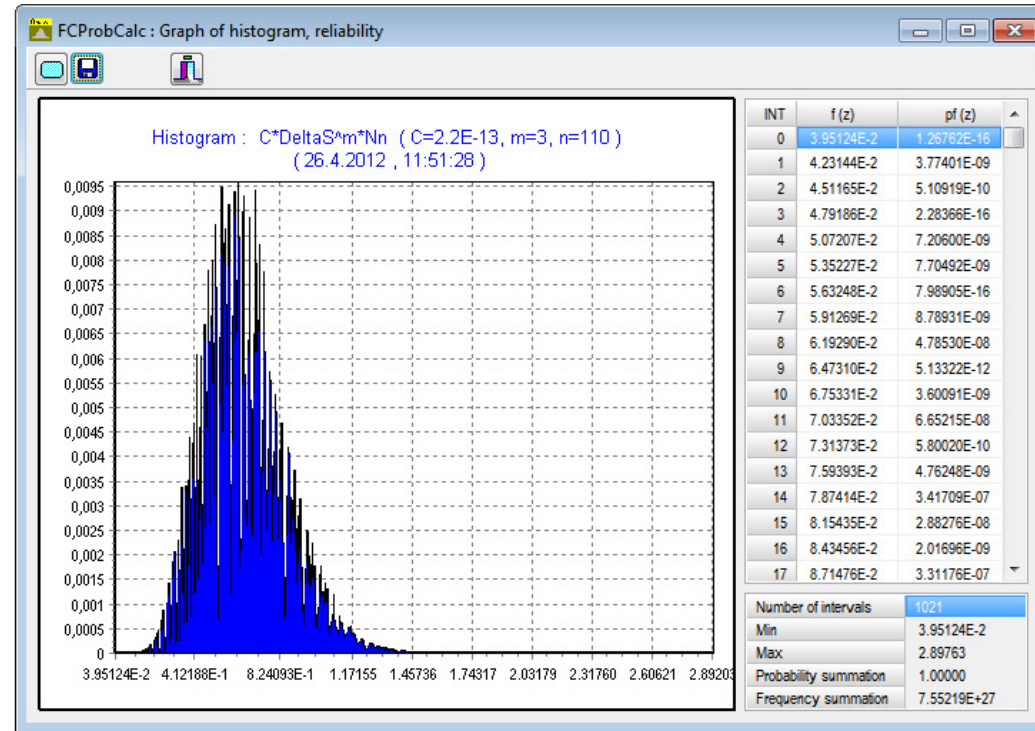 FCProbCalc : Graph of histogram, reliability
Histogram : C*DeltaS^m*Nn ( C=2.2E-13, m=3, n=110 )
( 26.4.2012 , 11:51:28 )
0,0095
0,009
0,0085
0,008
0,0075
0,007
0,0065
0,006
0,0055
0,005
0,0045
0,004
0,0035
0,003
0,0025
0,002
0,0015
0,001
0,0005
0
3.95124E-2 4.12188E-1 8.24093E-1 1.17155 1.45736 1.74317 2.03179 2.31760 2.60621 2.89203
INT f (z) pf (z)
0 3.95124E-2 1.26762E-16
1 4.23144E-2 3.77401E-09
2 4.51165E-2 5.10919E-10
3 4.79186E-2 2.28366E-16
4 5.07207E-2 7.20600E-09
5 5.35227E-2 7.70492E-09
6 5.63248E-2 7.98905E-16
7 5.91269E-2 8.78931E-09
8 6.19290E-2 4.78530E-08
9 6.47310E-2 5.13322E-12
10 6.75331E-2 3.60091E-09
11 7.03352E-2 6.65215E-08
12 7.31373E-2 5.80020E-10
13 7.59393E-2 4.76248E-09
14 7.87414E-2 3.41709E-07
15 8.15435E-2 2.88276E-08
16 8.43456E-2 2.01696E-09
17 8.71476E-2 3.31176E-07
Number of intervals 1021
Min 3.95124E-2
Max 2.89763
Probability summation 1.00000
Frequency summation 7.55219E+27